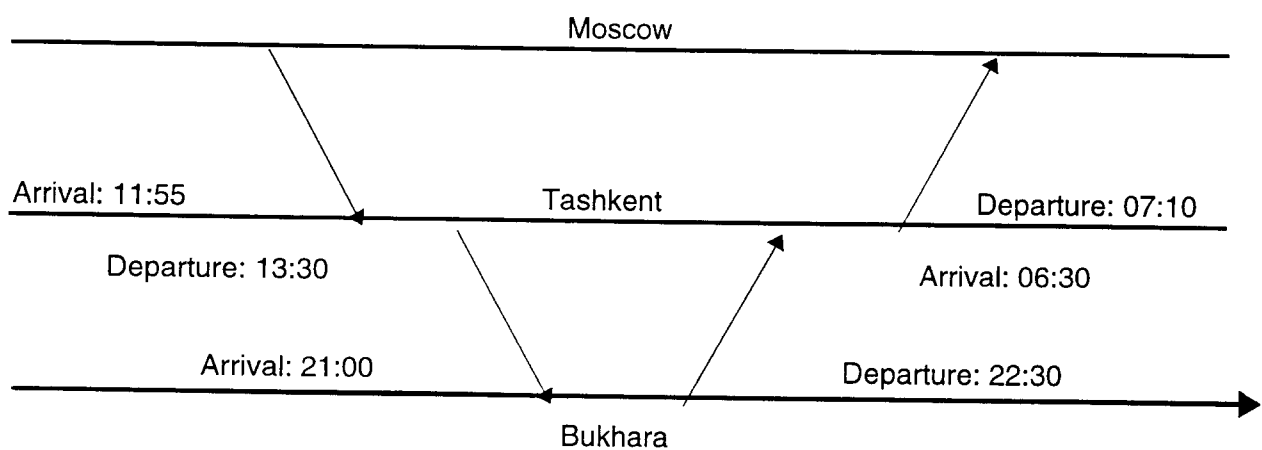 Moscow
Arrival: 11:55
Tashkent
Departure: 07:10
Departure: 13:30
Arrival: 06:30
Arrival: 21:00
Departure: 22:30
Bukhara